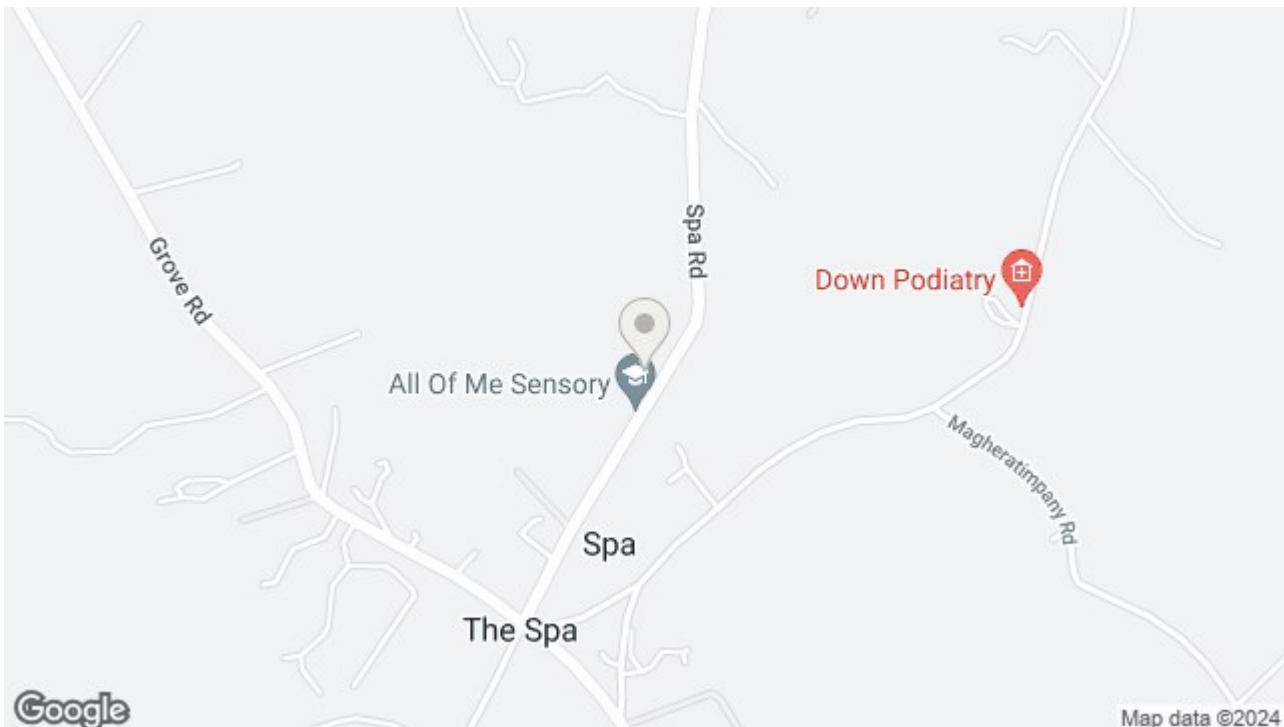 Spa Rd
Grove Rd
Down Podiatry
All Of Me Sensory
Magheratimpany Rd
Spa
The Spa
Google
Map data ©2024